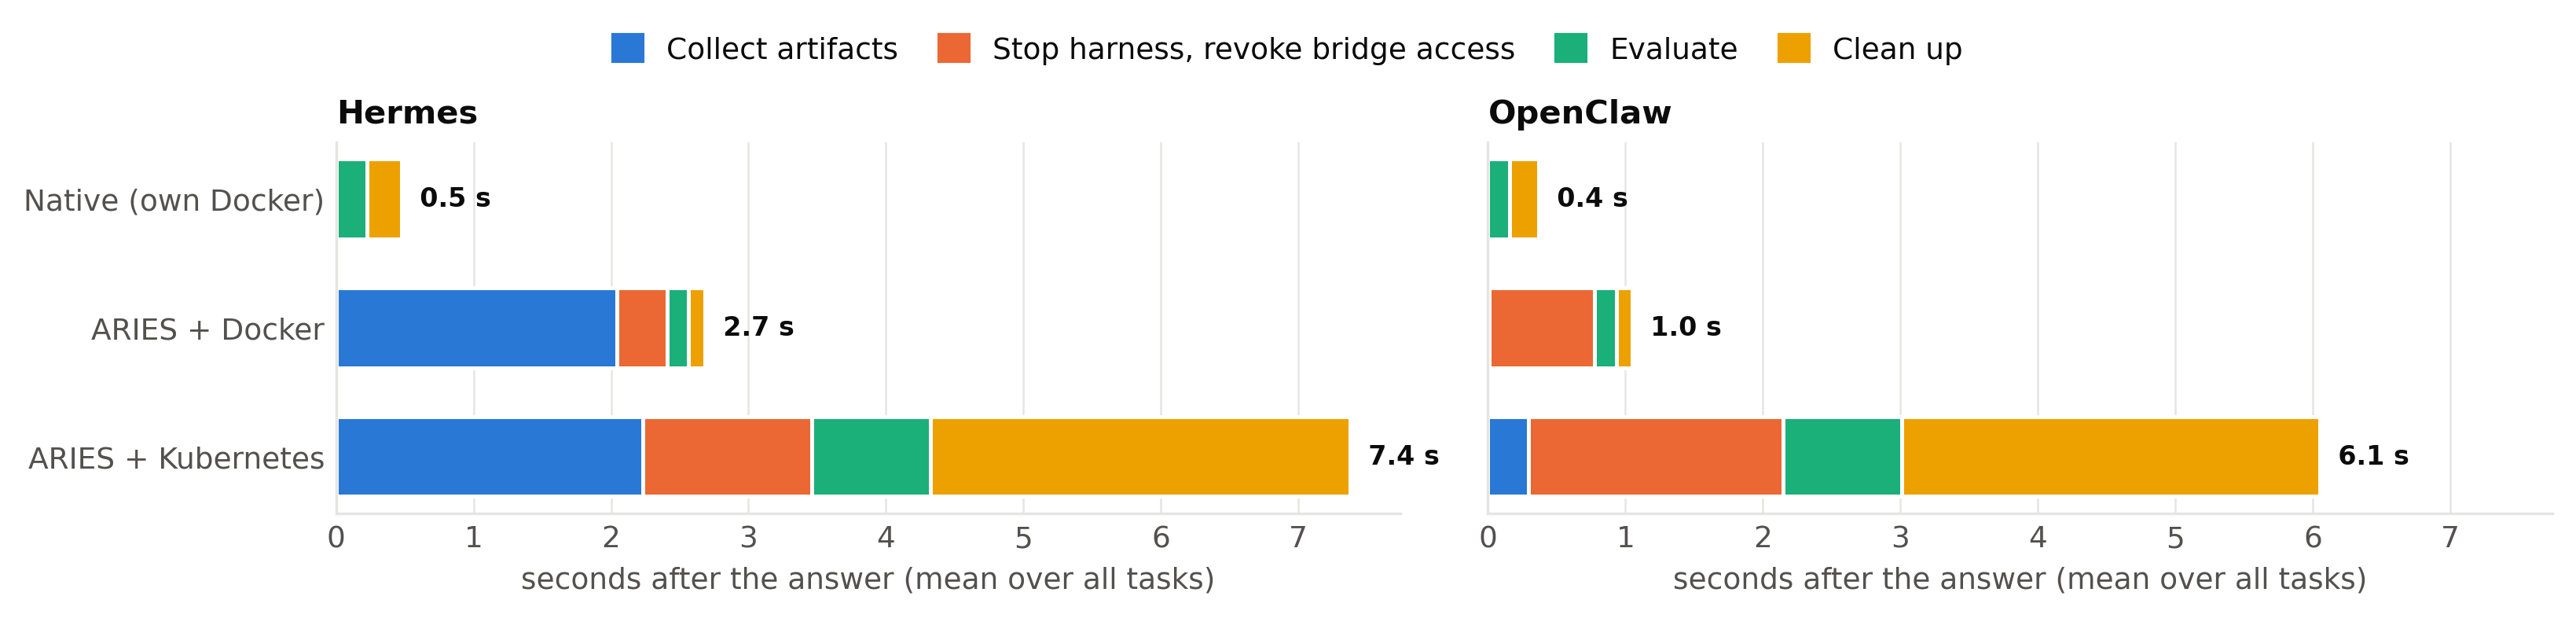 Collect artifacts Stop harness, revoke bridge access Evaluate Clean up
Hermes
Native (own Docker)
0.5 s
ARIES + Docker
2.7 s
ARIES + Kubernetes
7.4 s
0 1 2 3 4 5 6 7
seconds after the answer (mean over all tasks)
OpenClaw
0.4 s
1.0 s
6.1 s
0 1 2 3 4 5 6 7
seconds after the answer (mean over all tasks)